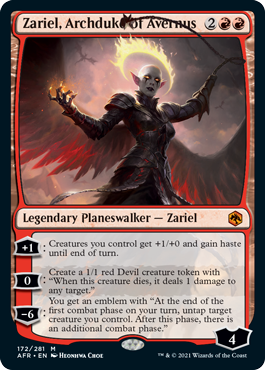 Zariel, Archduke of Avernus 2
Legendary Planeswalker — Zariel
+1 : Creatures you control get +1/+0 and gain haste
until end of turn.
0 : Create a 1/1 red Devil creature token with
"When this creature dies, it deals 1 damage
to any target."
-6 : You get an emblem with "At the end of the
first combat phase on your turn, untap target
creature you control. After this phase, there is
an additional combat phase."
4
172/281 M
AFR • EN HEONHWA CHOE
™ & © 2021 Wizards of the Coast